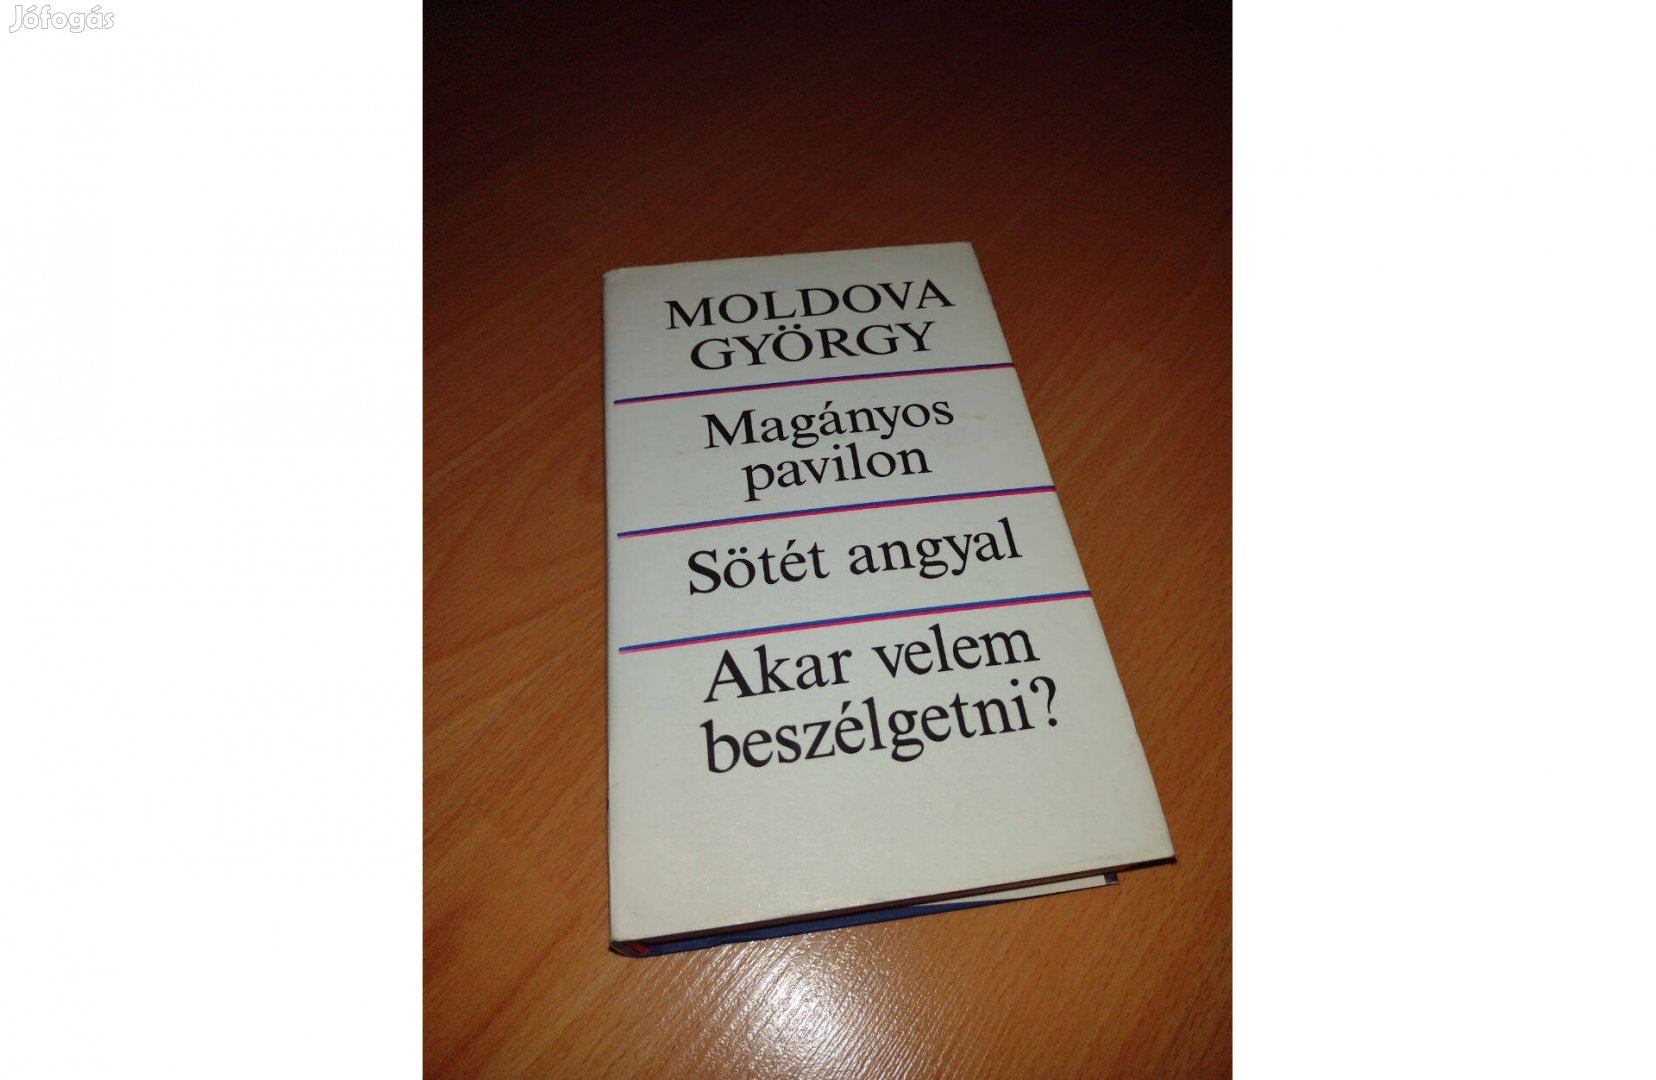 Jófogás
MOLDOVA
GYÖRGY
Magányos
pavilon
Sötét angyal
Akar velem
beszélgetni?